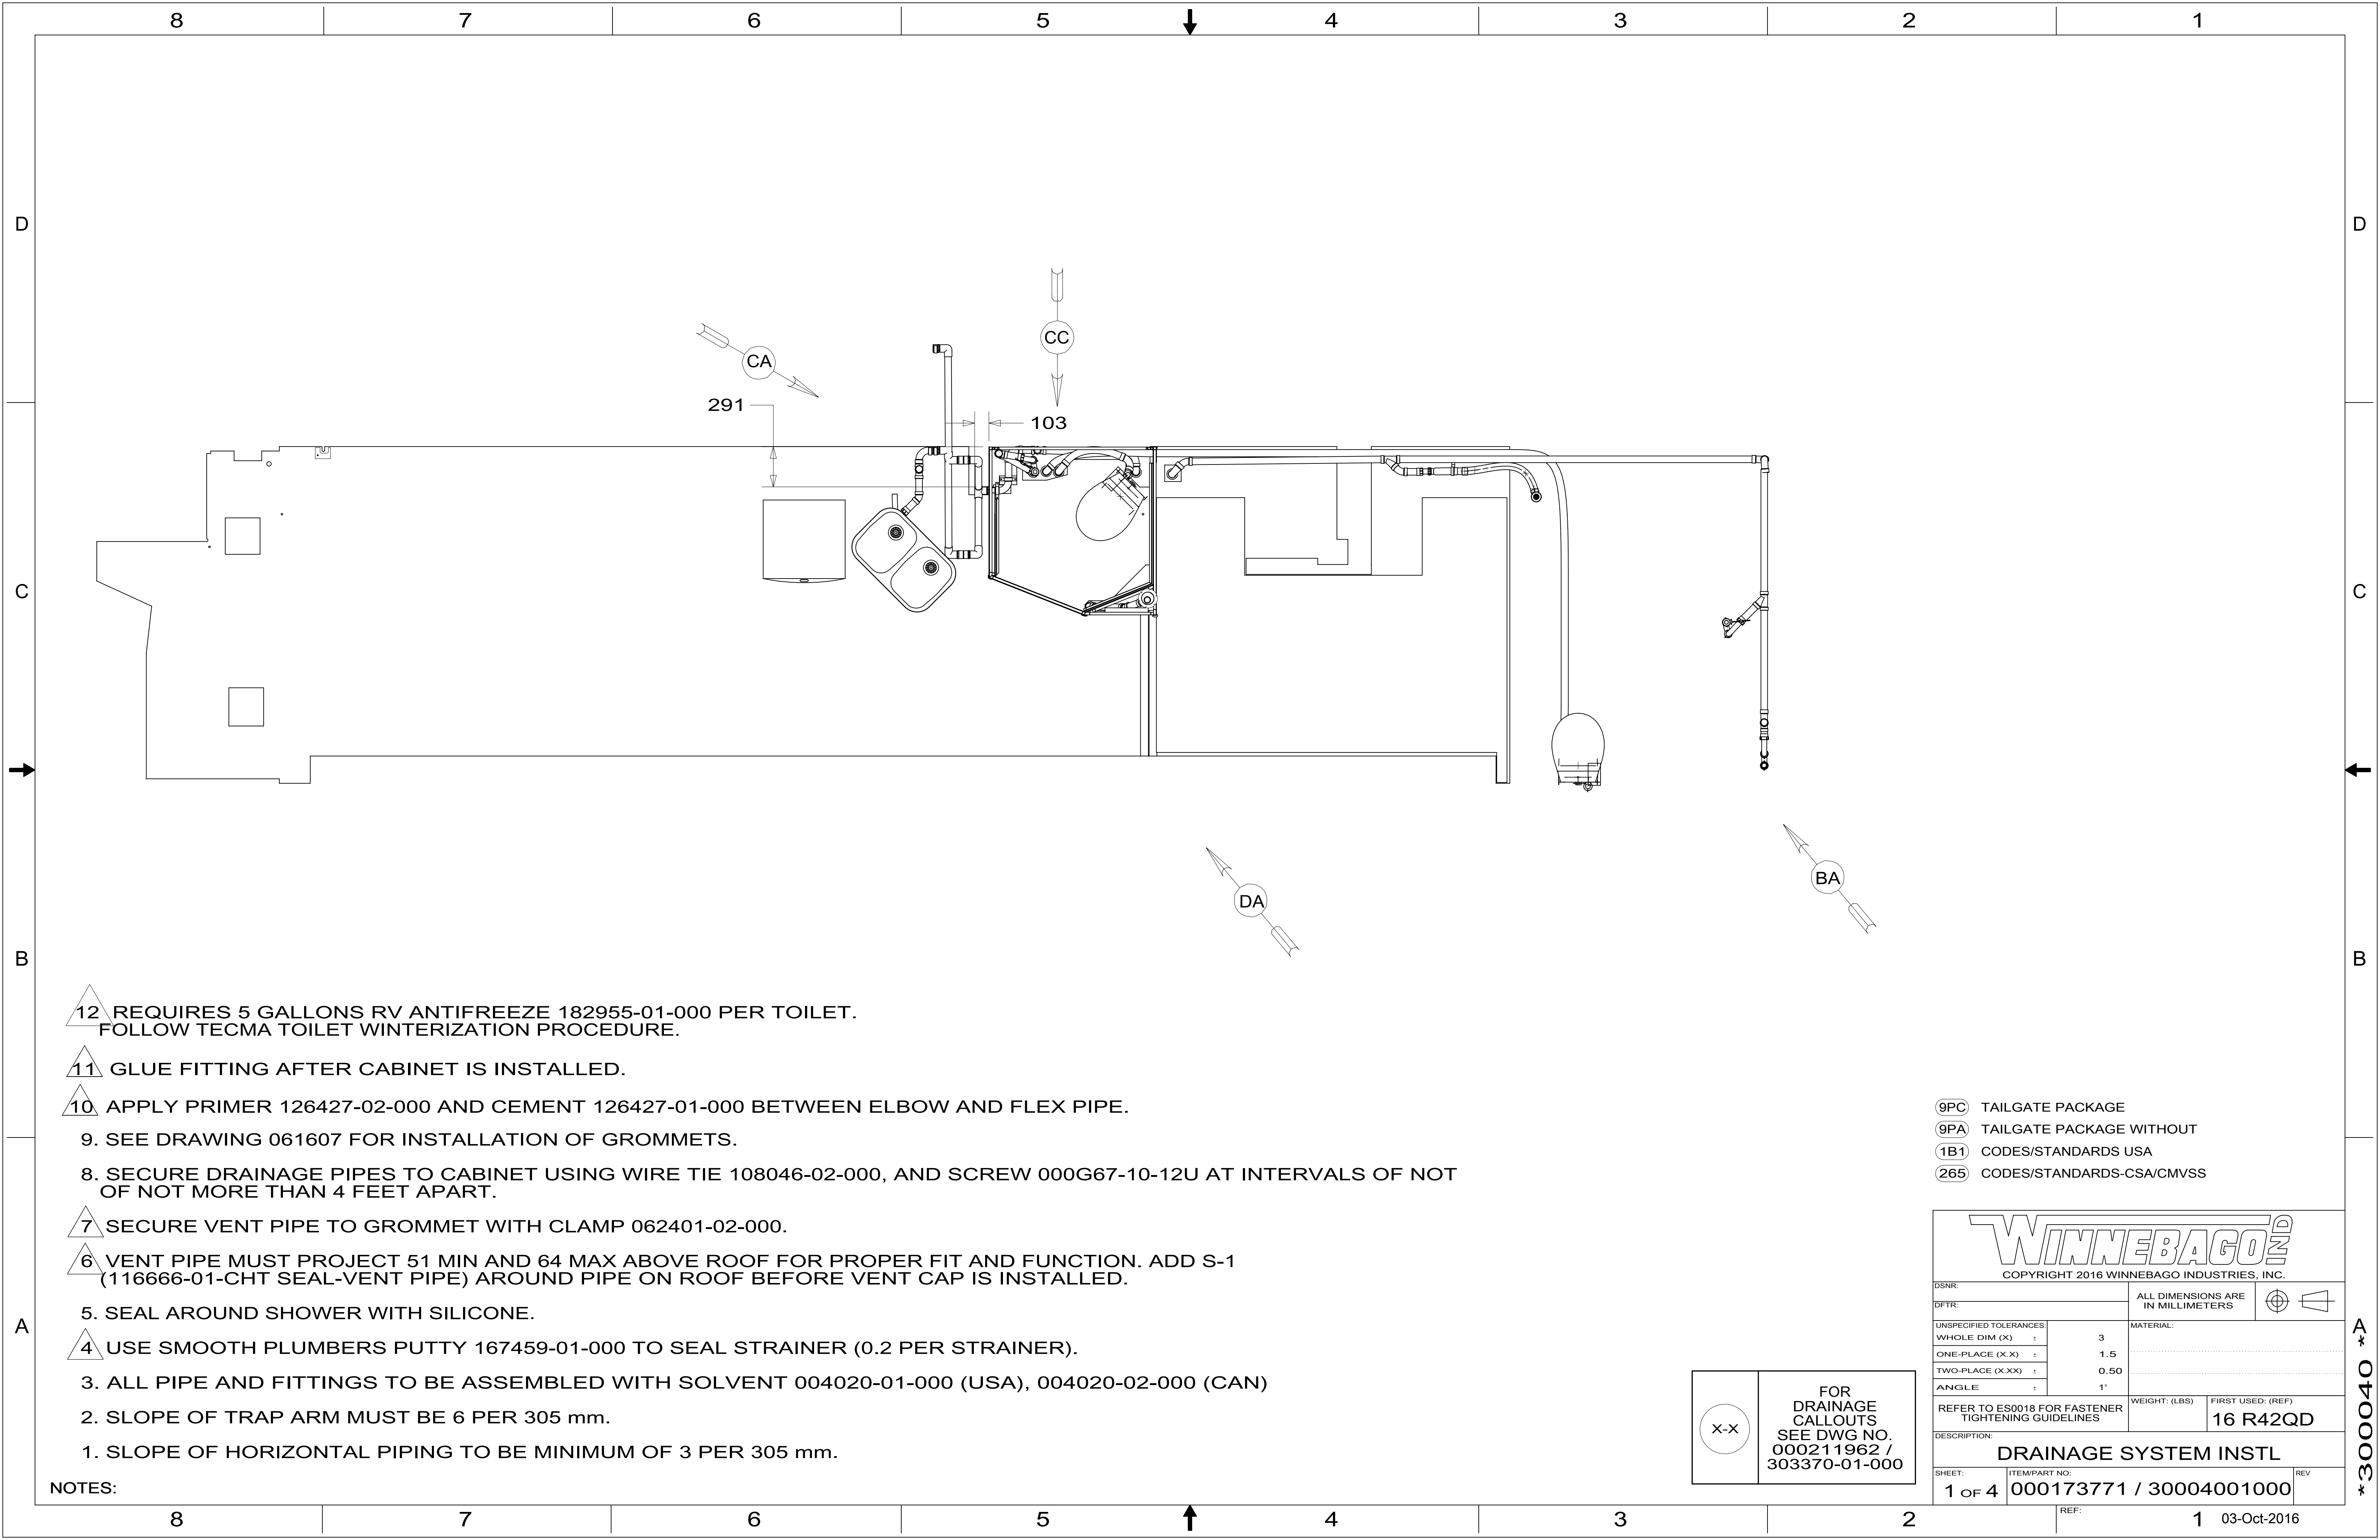 8 7 6 5 4 3 2 1
D D
CC
CA
291
103
C C
BA
DA
B B
12 REQUIRES 5 GALLONS RV ANTIFREEZE 182955-01-000 PER TOILET.
FOLLOW TECMA TOILET WINTERIZATION PROCEDURE.
11 GLUE FITTING AFTER CABINET IS INSTALLED.
10 APPLY PRIMER 126427-02-000 AND CEMENT 126427-01-000 BETWEEN ELBOW AND FLEX PIPE.
9. SEE DRAWING 061607 FOR INSTALLATION OF GROMMETS.
8. SECURE DRAINAGE PIPES TO CABINET USING WIRE TIE 108046-02-000, AND SCREW 000G67-10-12U AT INTERVALS OF NOT
OF NOT MORE THAN 4 FEET APART.
7 SECURE VENT PIPE TO GROMMET WITH CLAMP 062401-02-000.
6 VENT PIPE MUST PROJECT 51 MIN AND 64 MAX ABOVE ROOF FOR PROPER FIT AND FUNCTION. ADD S-1
(116666-01-CHT SEAL-VENT PIPE) AROUND PIPE ON ROOF BEFORE VENT CAP IS INSTALLED.
5. SEAL AROUND SHOWER WITH SILICONE.
4 USE SMOOTH PLUMBERS PUTTY 167459-01-000 TO SEAL STRAINER (0.2 PER STRAINER).
3. ALL PIPE AND FITTINGS TO BE ASSEMBLED WITH SOLVENT 004020-01-000 (USA), 004020-02-000 (CAN)
2. SLOPE OF TRAP ARM MUST BE 6 PER 305 mm.
1. SLOPE OF HORIZONTAL PIPING TO BE MINIMUM OF 3 PER 305 mm.
NOTES:
A A
9PC TAILGATE PACKAGE
9PA TAILGATE PACKAGE WITHOUT
1B1 CODES/STANDARDS USA
265 CODES/STANDARDS-CSA/CMVSS
X-X
FOR
DRAINAGE
CALLOUTS
SEE DWG NO.
000211962 /
303370-01-000
WINNEBAGO IND
COPYRIGHT 2016 WINNEBAGO INDUSTRIES, INC.
DSNR:
DFTR:
ALL DIMENSIONS ARE
IN MILLIMETERS
UNSPECIFIED TOLERANCES:
WHOLE DIM (X) ± 3
ONE-PLACE (X.X) ± 1.5
TWO-PLACE (X.XX) ± 0.50
ANGLE ± 1°
MATERIAL:
REFER TO ES0018 FOR FASTENER
TIGHTENING GUIDELINES
WEIGHT: (LBS)
FIRST USED: (REF)
16 R42QD
DESCRIPTION:
DRAINAGE SYSTEM INSTL
SHEET:
1 OF 4
ITEM/PART NO:
000173771 / 30004001000
REV
*300040 *
8 7 6 5 4 3 2 1
REF:
03-Oct-2016